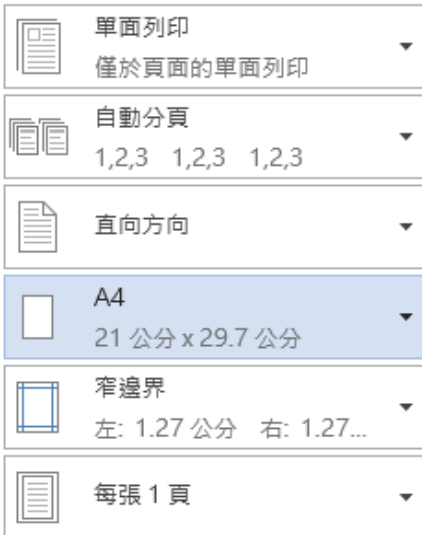 單面列印
僅於頁面的單面列印
自動分頁
1,2,3 1,2,3 1,2,3
直向方向
A4
21 公分 x 29.7 公分
窄邊界
左: 1.27 公分 右: 1.27...
每張 1 頁